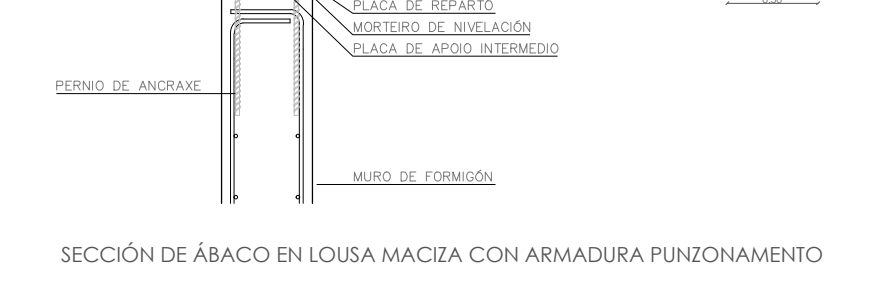 PLACA DE REPARTO
MORTEIRO DE NIVELACIÓN
PLACA DE APOIO INTERMEDIO
PERNIO DE ANCRAXE
MURO DE FORMIGÓN
SECCIÓN DE ÁBACO EN LOUSA MACIZA CON ARMADURA PUNZONAMENTO